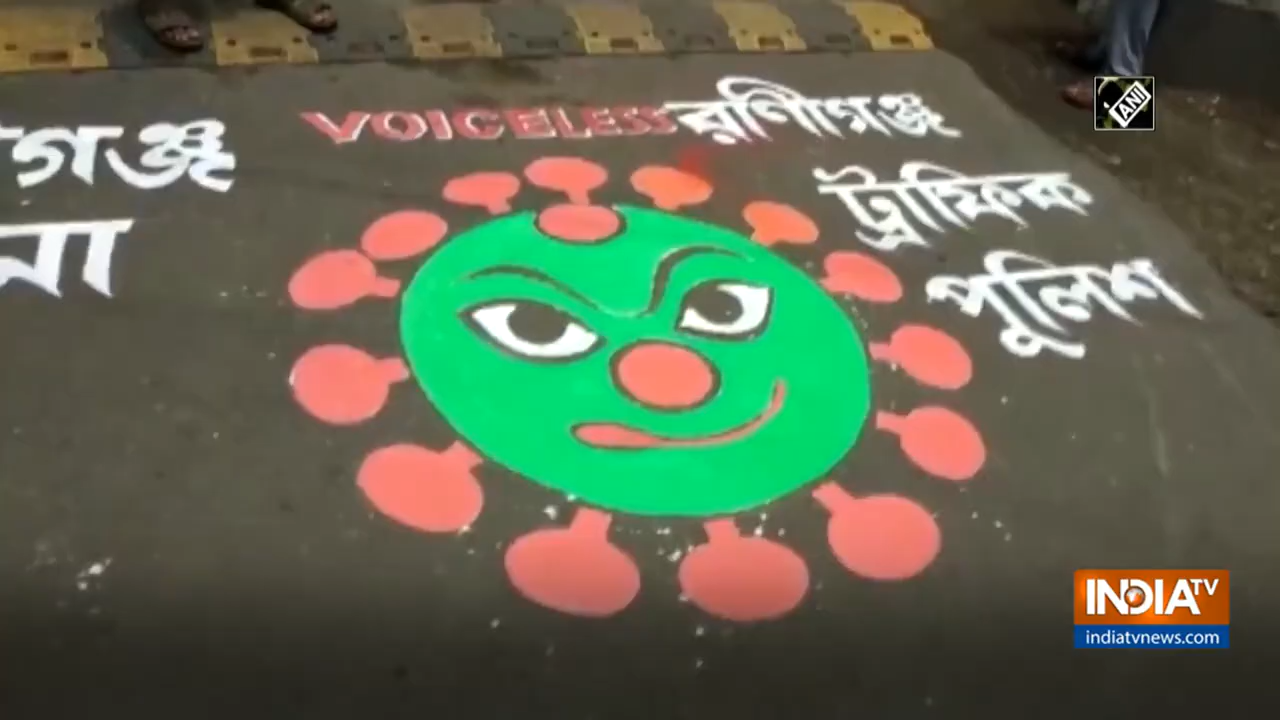 VOICELESS রাণীগঞ্জ
ট্রাফিক
পুলিশ
গঞ্জ
ANI
INDIA TV
indiatvnews.com